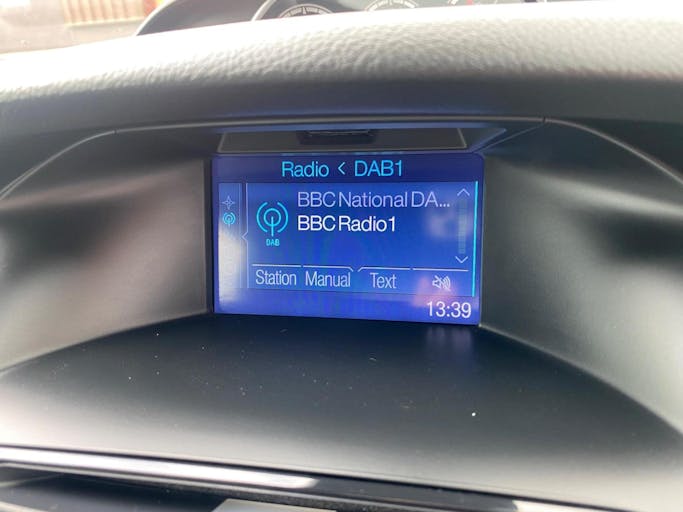 Radio < DAB1
BBC National DA...
BBC Radio1
DAB
Station Manual Text
13:39